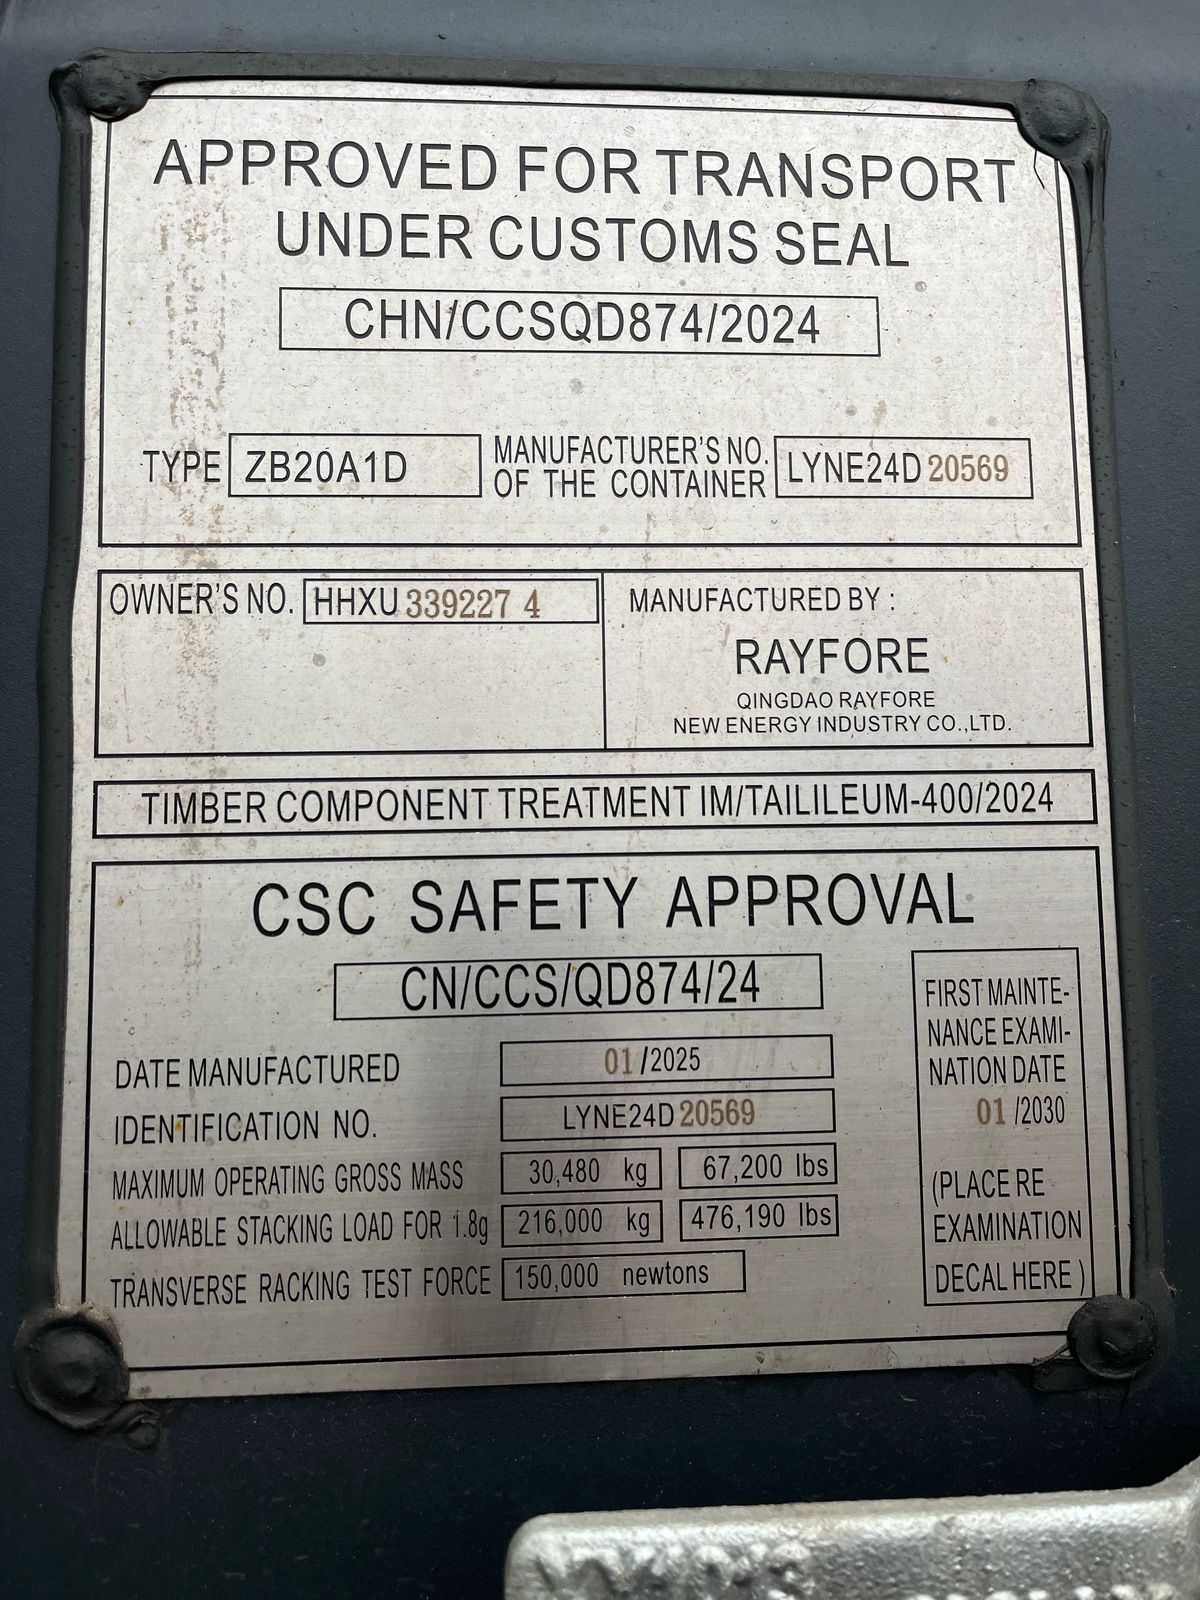 APPROVED FOR TRANSPORT
UNDER CUSTOMS SEAL
CHN/CCSQD874/2024
TYPE ZB20A1D
MANUFACTURER'S NO.
OF THE CONTAINER
LYNE24D 20569
OWNER'S NO. HHXU 339227 4
MANUFACTURED BY :
RAYFORE
QINGDAO RAYFORE
NEW ENERGY INDUSTRY CO.,LTD.
TIMBER COMPONENT TREATMENT IM/TAILILEUM-400/2024
CSC SAFETY APPROVAL
CN/CCS/QD874/24
DATE MANUFACTURED 01/2025
IDENTIFICATION NO. LYNE24D 20569
MAXIMUM OPERATING GROSS MASS 30,480 kg 67,200 lbs
ALLOWABLE STACKING LOAD FOR 1.8g 216,000 kg 476,190 lbs
TRANSVERSE RACKING TEST FORCE 150,000 newtons
FIRST MAINTE-
NANCE EXAMI-
NATION DATE
01 /2030
(PLACE RE
EXAMINATION
DECAL HERE )